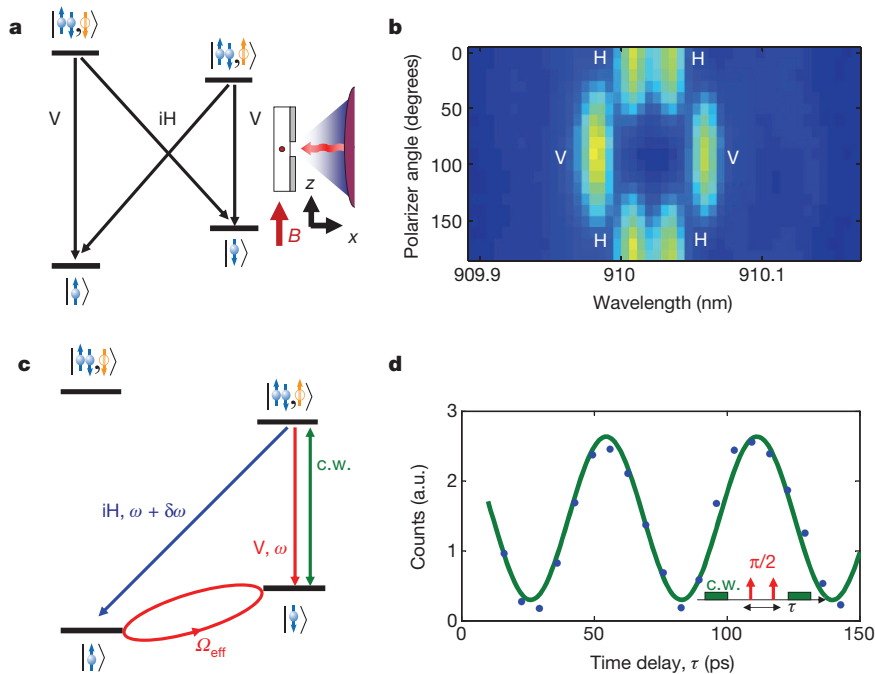 a
V
iH
V
B
z
x
b
Polarizer angle (degrees)
0
50
100
150
H
H
V
V
H
H
909.9
910
910.1
Wavelength (nm)
c
c.w.
iH, ω + δω
V, ω
Ωeff
d
Counts (a.u.)
3
2
1
0
π/2
c.w.
τ
0
50
100
150
Time delay, τ (ps)